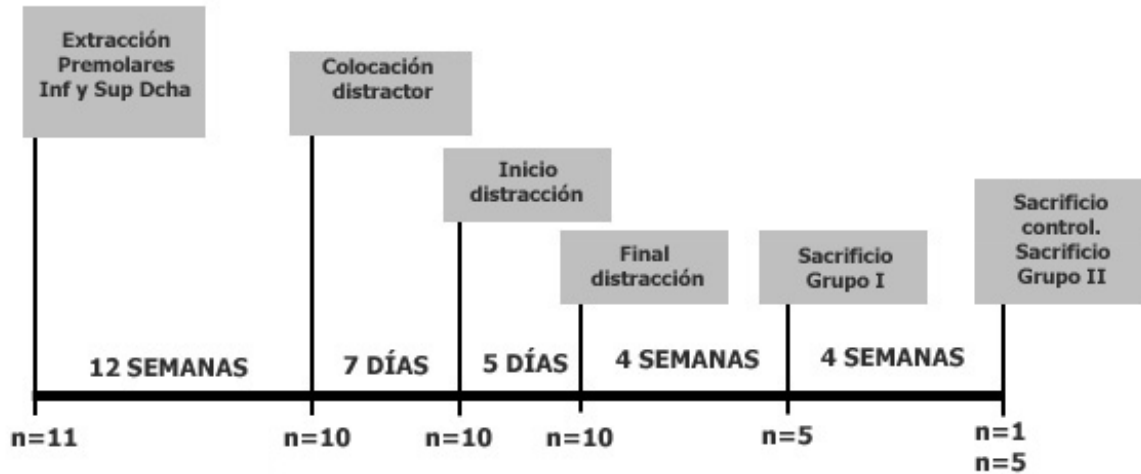 Extracción
Premolares
Inf y Sup Dcha
Colocación
distractor
Inicio
distracción
Final
distracción
Sacrificio
Grupo I
Sacrificio
control.
Sacrificio
Grupo II
12 SEMANAS
7 DÍAS
5 DÍAS
4 SEMANAS
4 SEMANAS
n=11
n=10
n=10
n=10
n=5
n=1
n=5